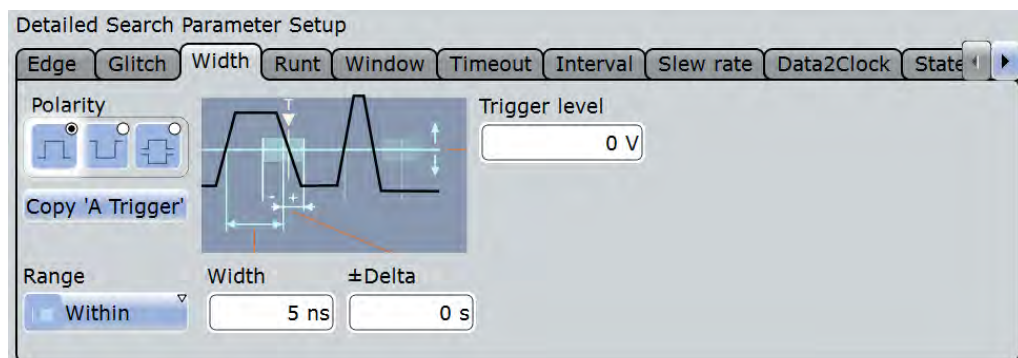 Detailed Search Parameter Setup
Edge Glitch Width Runt Window Timeout Interval Slew rate Data2Clock State
Polarity
Trigger level
T
0 V
- +
Copy 'A Trigger'
Range Width ±Delta
Within 5 ns 0 s